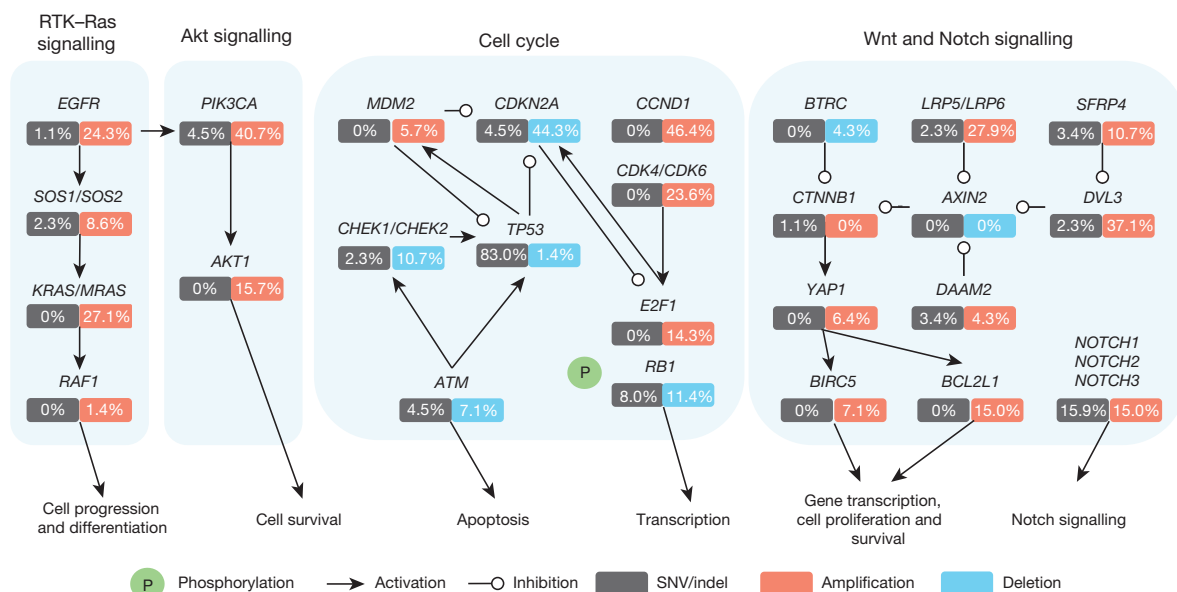 RTK–Ras
signalling
Akt signalling
Cell cycle
Wnt and Notch signalling
EGFR
1.1% 24.3%
SOS1/SOS2
2.3% 8.6%
KRAS/MRAS
0% 27.1%
RAF1
0% 1.4%
Cell progression
and differentiation
PIK3CA
4.5% 40.7%
AKT1
0% 15.7%
Cell survival
MDM2
0% 5.7%
CDKN2A
4.5% 44.3%
CCND1
0% 46.4%
CDK4/CDK6
0% 23.6%
CHEK1/CHEK2
2.3% 10.7%
TP53
83.0% 1.4%
E2F1
0% 14.3%
P
RB1
8.0% 11.4%
ATM
4.5% 7.1%
Apoptosis
Transcription
BTRC
0% 4.3%
LRP5/LRP6
2.3% 27.9%
SFRP4
3.4% 10.7%
CTNNB1
1.1% 0%
AXIN2
0% 0%
DVL3
2.3% 37.1%
YAP1
0% 6.4%
DAAM2
3.4% 4.3%
BIRC5
0% 7.1%
BCL2L1
0% 15.0%
NOTCH1
NOTCH2
NOTCH3
15.9% 15.0%
Gene transcription,
cell proliferation and
survival
Notch signalling
P Phosphorylation Activation Inhibition SNV/indel Amplification Deletion